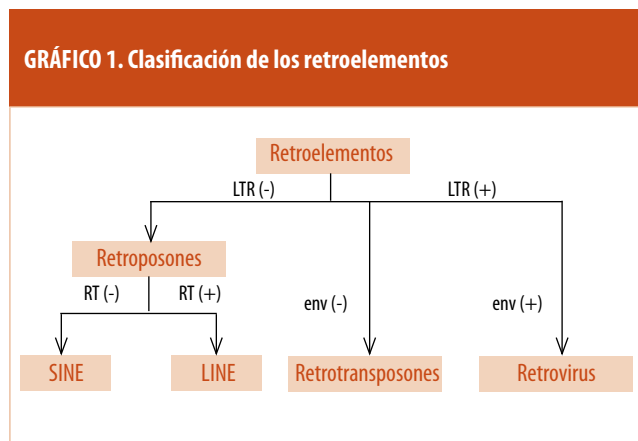 GRÁFICO 1. Clasificación de los retroelementos
Retroelementos
LTR (-)
LTR (+)
Retroposones
RT (-)
RT (+)
env (-)
env (+)
SINE
LINE
Retrotransposones
Retrovirus